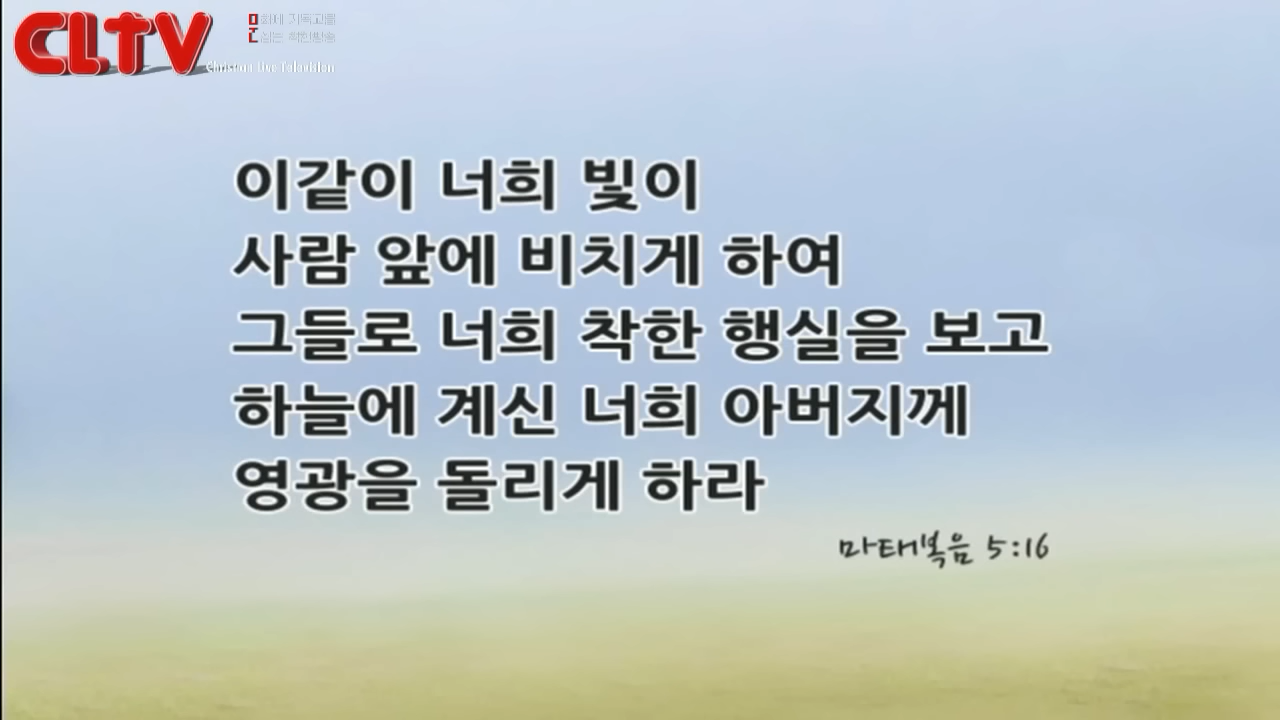 CLTV
Christian Live Television
이같이 너희 빛이
사람 앞에 비치게 하여
그들로 너희 착한 행실을 보고
하늘에 계신 너희 아버지께
영광을 돌리게 하라
마태복음 5:16